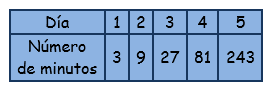 Día 1 2 3 4 5
Número
de minutos 3 9 27 81 243